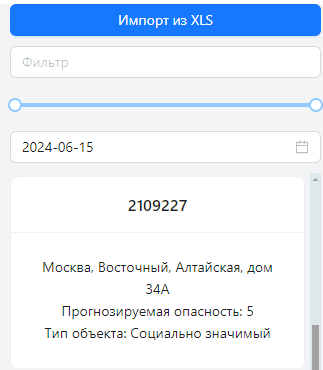 Импорт из XLS
Фильтр
2024-06-15
2109227
Москва, Восточный, Алтайская, дом
34А
Прогнозируемая опасность: 5
Тип объекта: Социально значимый